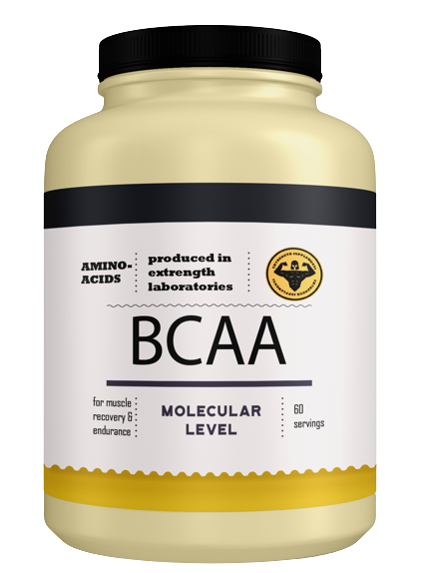 AMINO-
ACIDS
produced in
extrength
laboratories
BCAA
for muscle
recovery &
endurance
MOLECULAR
LEVEL
60
servings